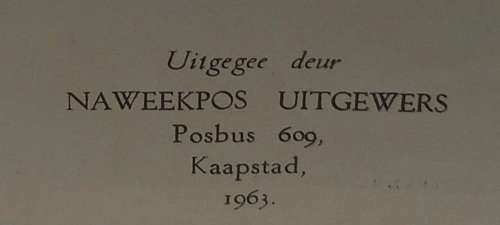 Uitgegee deur
NAWEEKPOS UITGEWERS
Posbus 609,
Kaapstad,
1963.